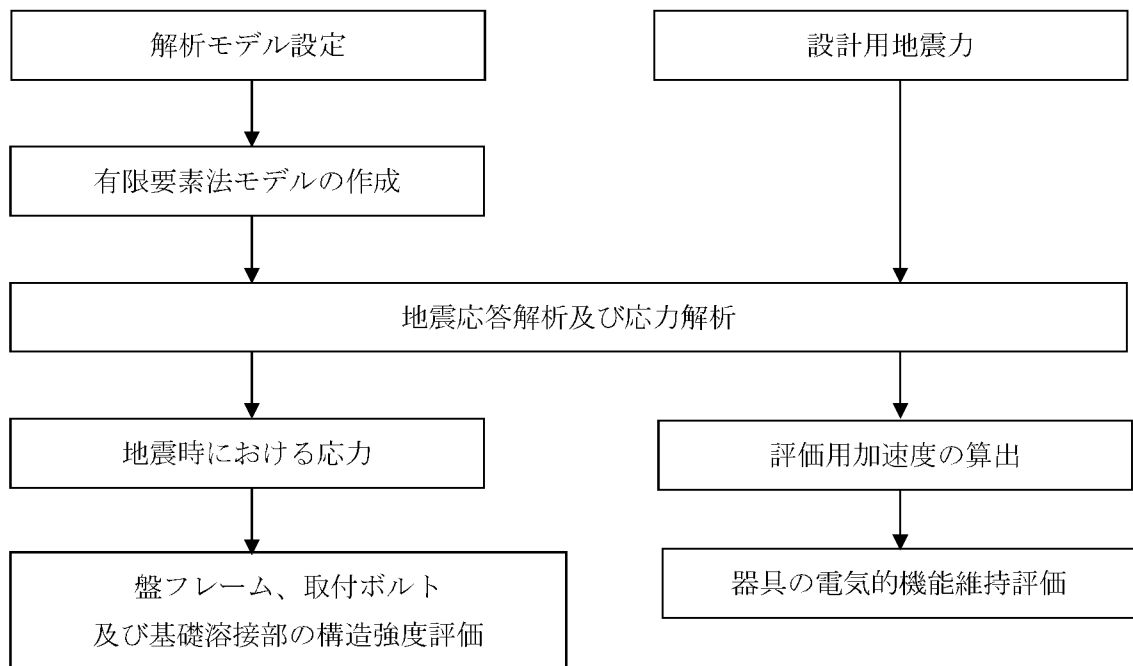 解析モデル設定
設計用地震力
有限要素法モデルの作成
地震応答解析及び応力解析
地震時における応力
評価用加速度の算出
盤フレーム、取付ボルト
及び基礎溶接部の構造強度評価
器具の電気的機能維持評価